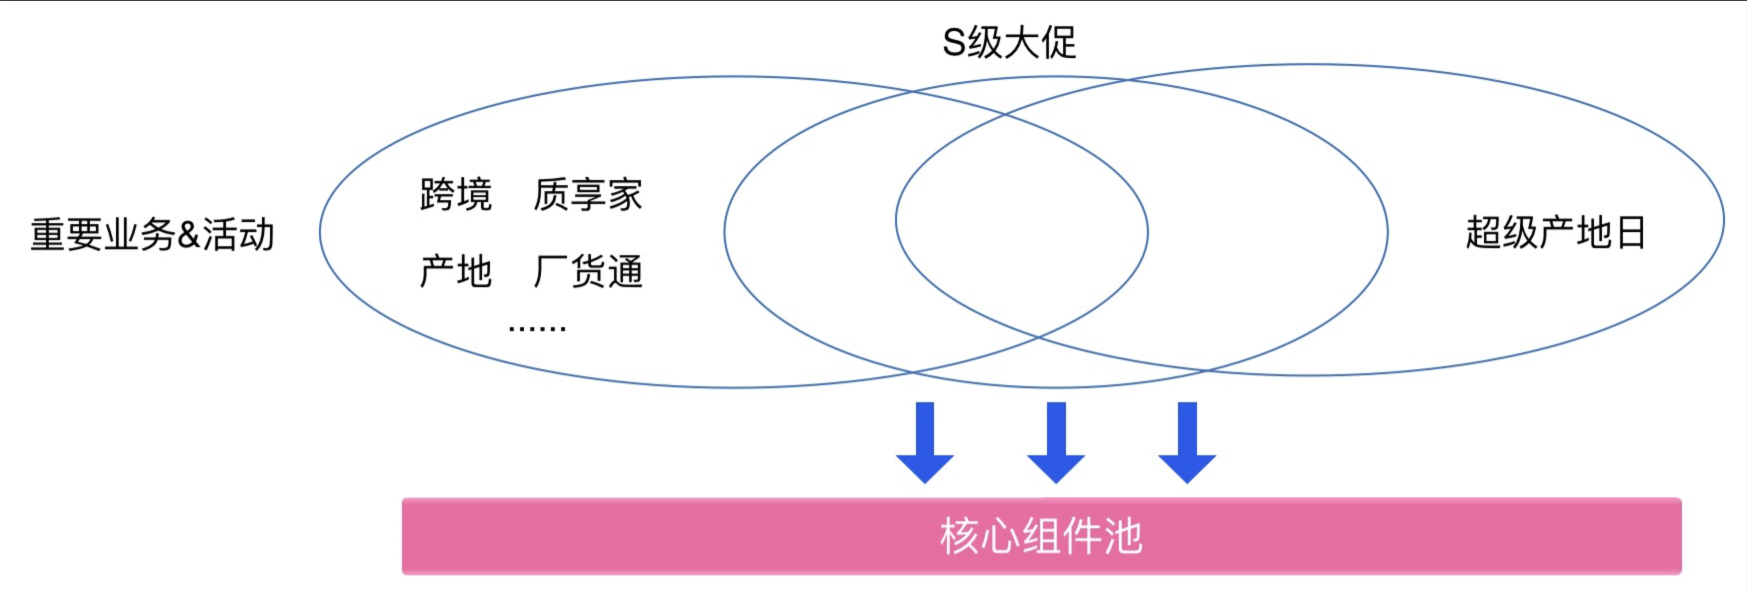 S级大促
跨境 质享家
重要业务&活动
超级产地日
产地 厂货通
......
核心组件池